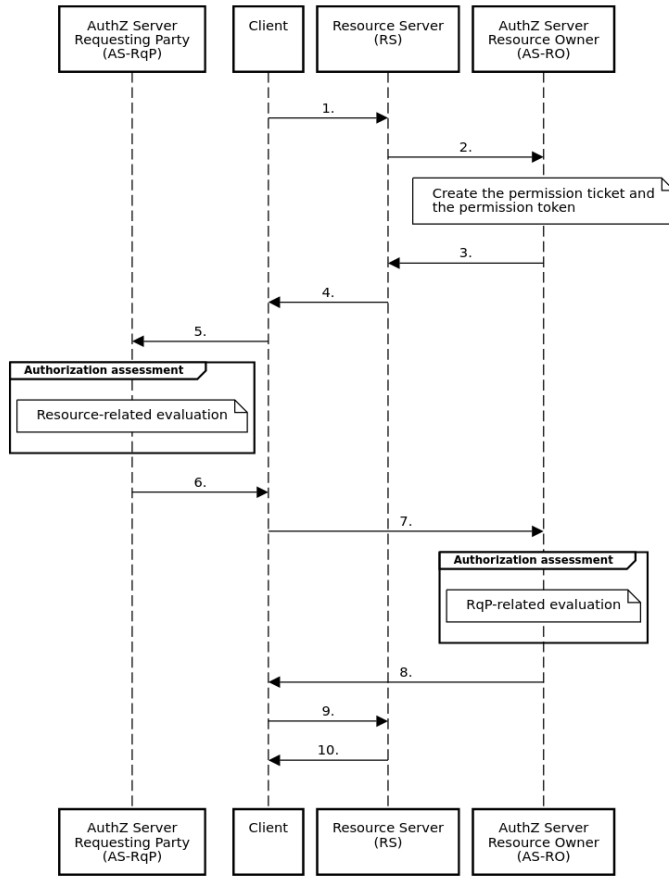 AuthZ Server
Requesting Party
(AS-RqP)
Client
Resource Server
(RS)
AuthZ Server
Resource Owner
(AS-RO)
1.
2.
Create the permission ticket and
the permission token
3.
4.
5.
Authorization assessment
Resource-related evaluation
6.
7.
Authorization assessment
RqP-related evaluation
8.
9.
10.
AuthZ Server
Requesting Party
(AS-RqP)
Client
Resource Server
(RS)
AuthZ Server
Resource Owner
(AS-RO)